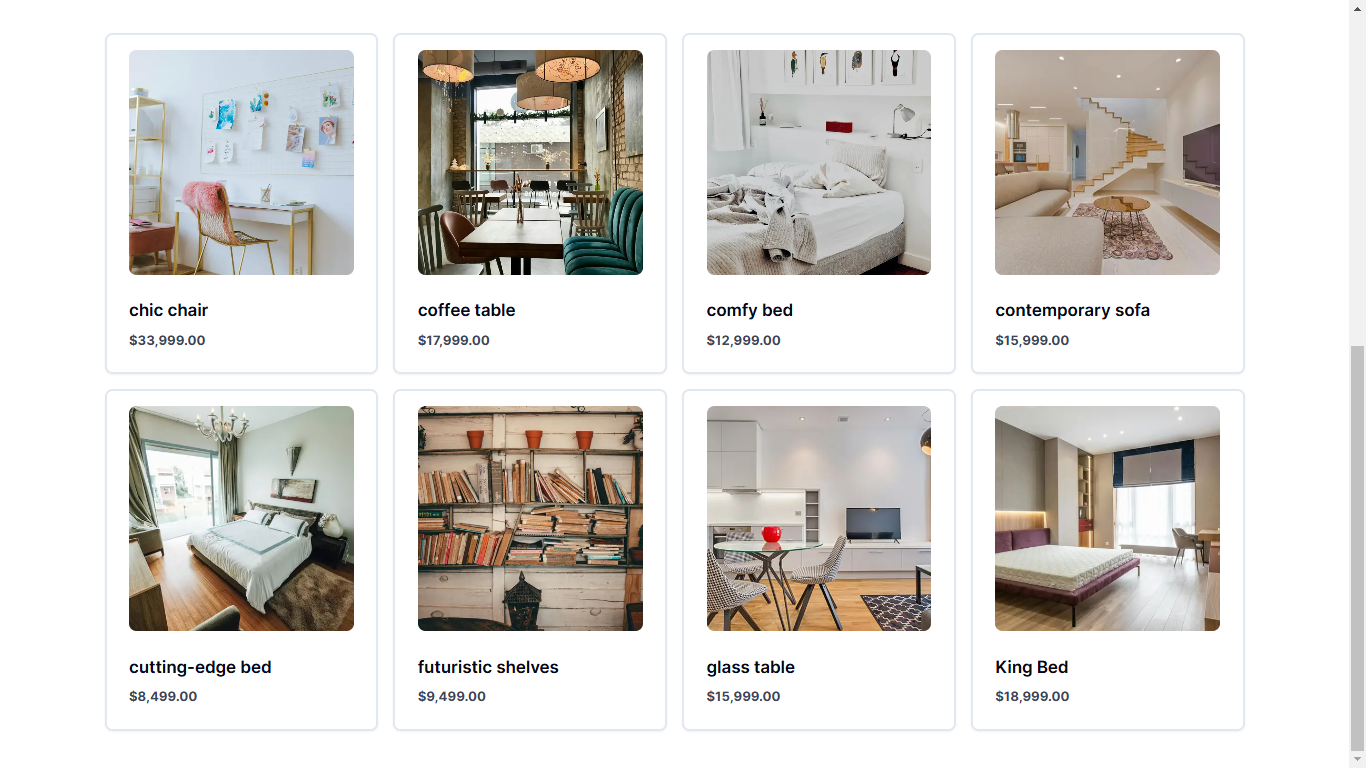 chic chair
$33,999.00
coffee table
$17,999.00
comfy bed
$12,999.00
contemporary sofa
$15,999.00
cutting-edge bed
$8,499.00
futuristic shelves
$9,499.00
glass table
$15,999.00
King Bed
$18,999.00